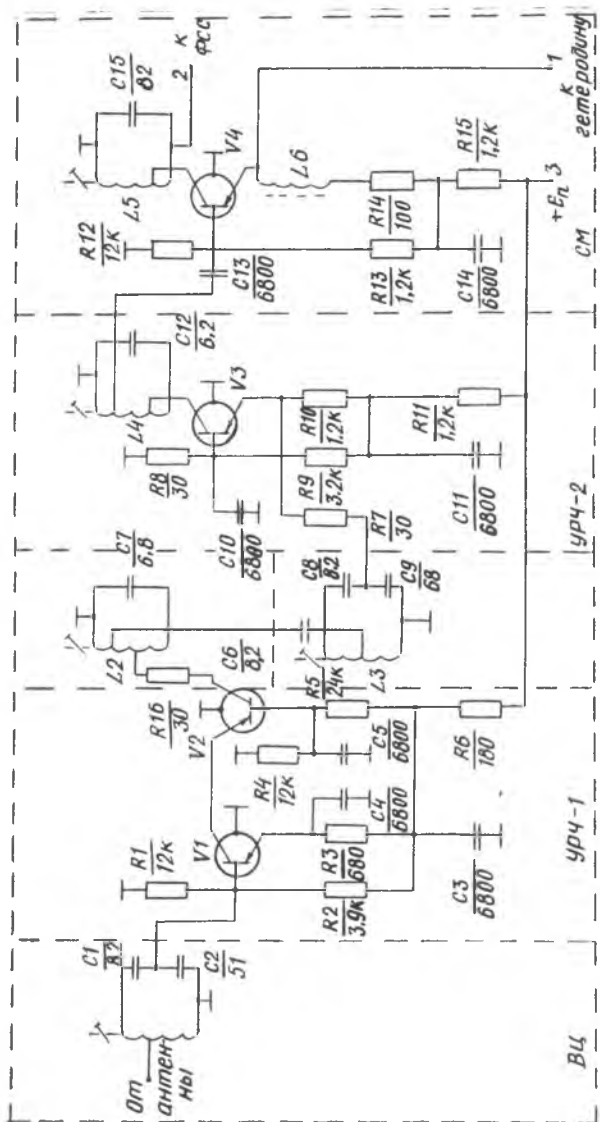 От
антен-
ны
C1
8.2
C2
51
ВЦ
R1
12к
V1
R2
3.9к
R3
680
C3
6800
C4
6800
R4
12к
C5
6800
R5
24к
R6
180
V2
R16
30
УРЧ-1
L2
C6
8,2
C7
6.8
L3
C8
82
C9
68
C10
6800
R8
30
L4
C12
6.2
V3
R7
30
R9
3.2к
R10
1.2к
C11
6800
R11
1,2к
УРЧ-2
R12
12к
L5
C15
82
2
К
ФСС
V4
C13
6800
L6
R13
1,2к
R14
100
C14
6800
R15
1,2к
+Eп 3
1
К
гетеродину
СМ